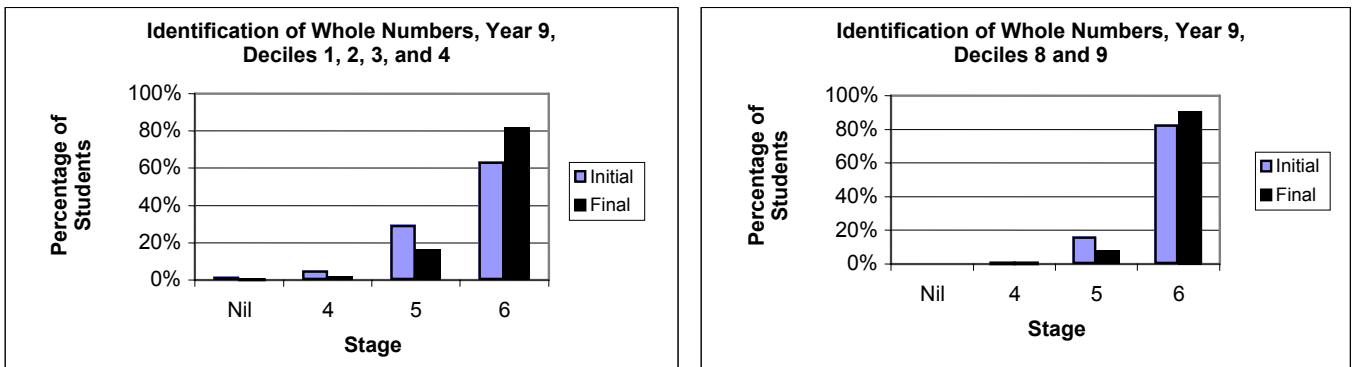 Identification of Whole Numbers, Year 9,
Deciles 1, 2, 3, and 4
Percentage of
Students
100%
80%
60%
40%
20%
0%
Nil 4 5 6
Stage
Initial
Final
Identification of Whole Numbers, Year 9,
Deciles 8 and 9
Percentage of
Students
100%
80%
60%
40%
20%
0%
Nil 4 5 6
Stage
Initial
Final